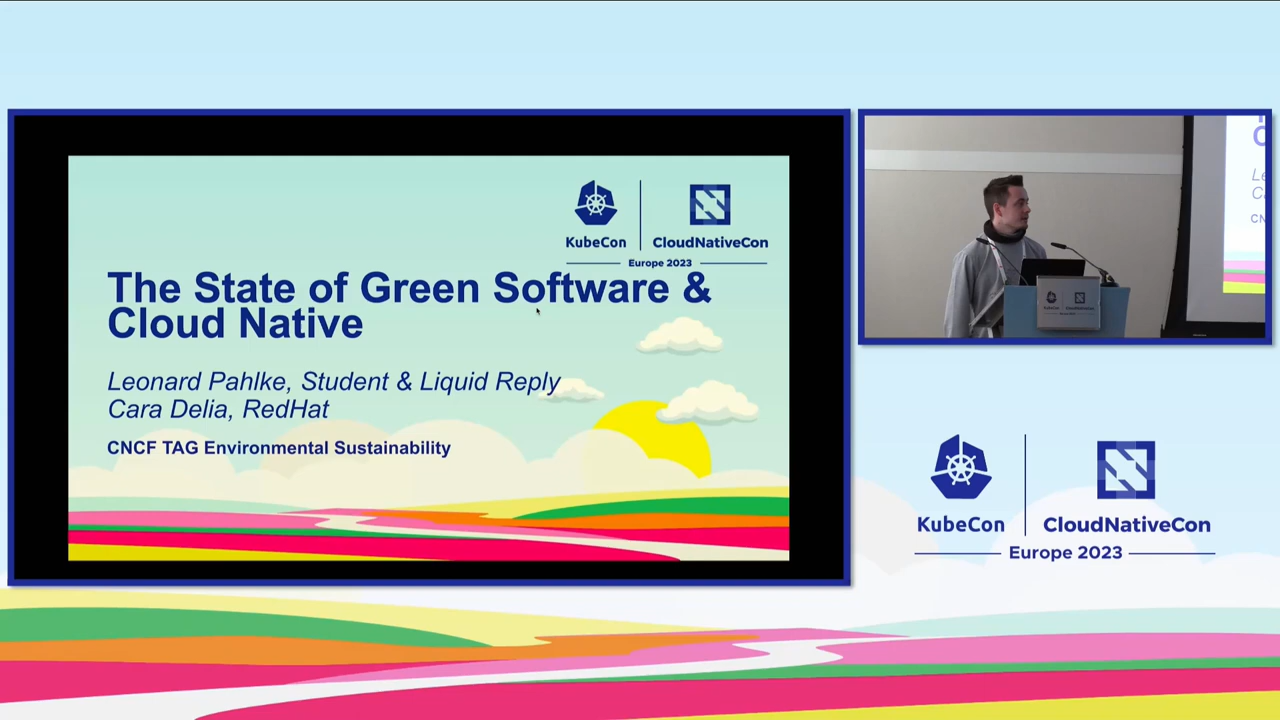 KubeCon
CloudNativeCon
Europe 2023
The State of Green Software &
Cloud Native
Leonard Pahlke, Student & Liquid Reply
Cara Delia, RedHat
CNCF TAG Environmental Sustainability
KubeCon
CloudNativeCon
Europe 2023